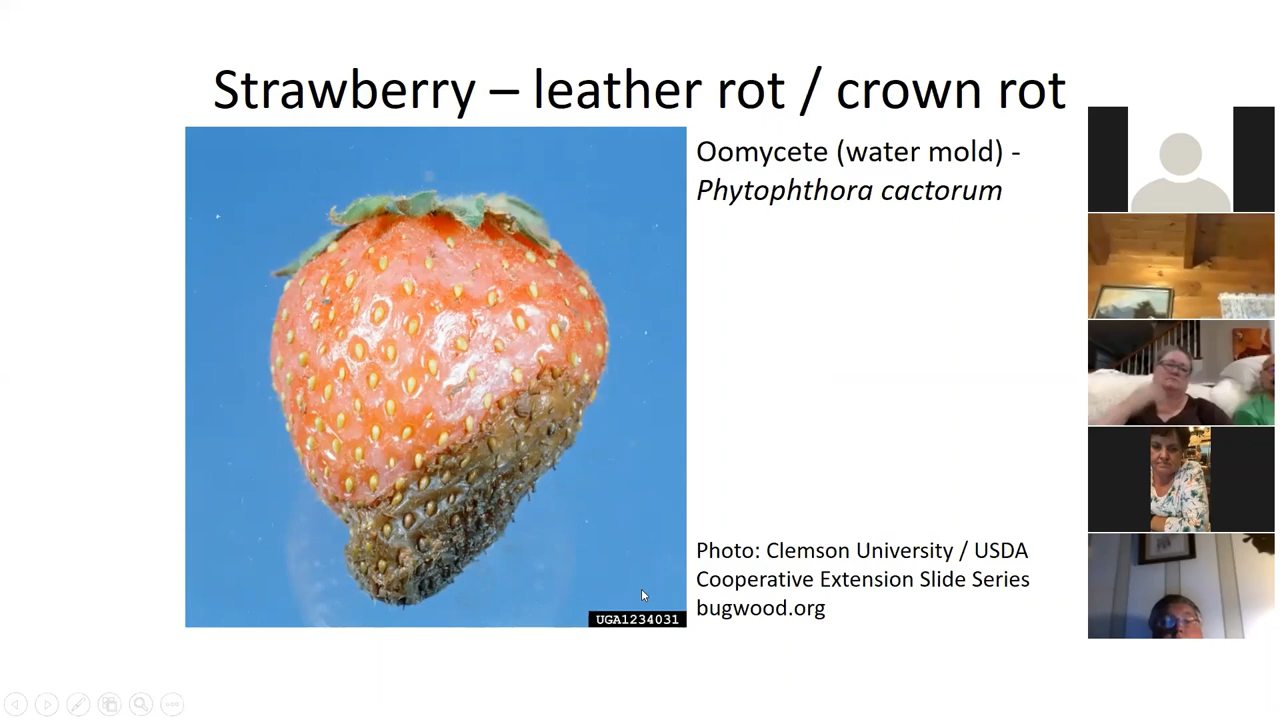 Strawberry – leather rot / crown rot
Oomycete (water mold) -
Phytophthora cactorum
Photo: Clemson University / USDA
Cooperative Extension Slide Series
bugwood.org
UGA1234031